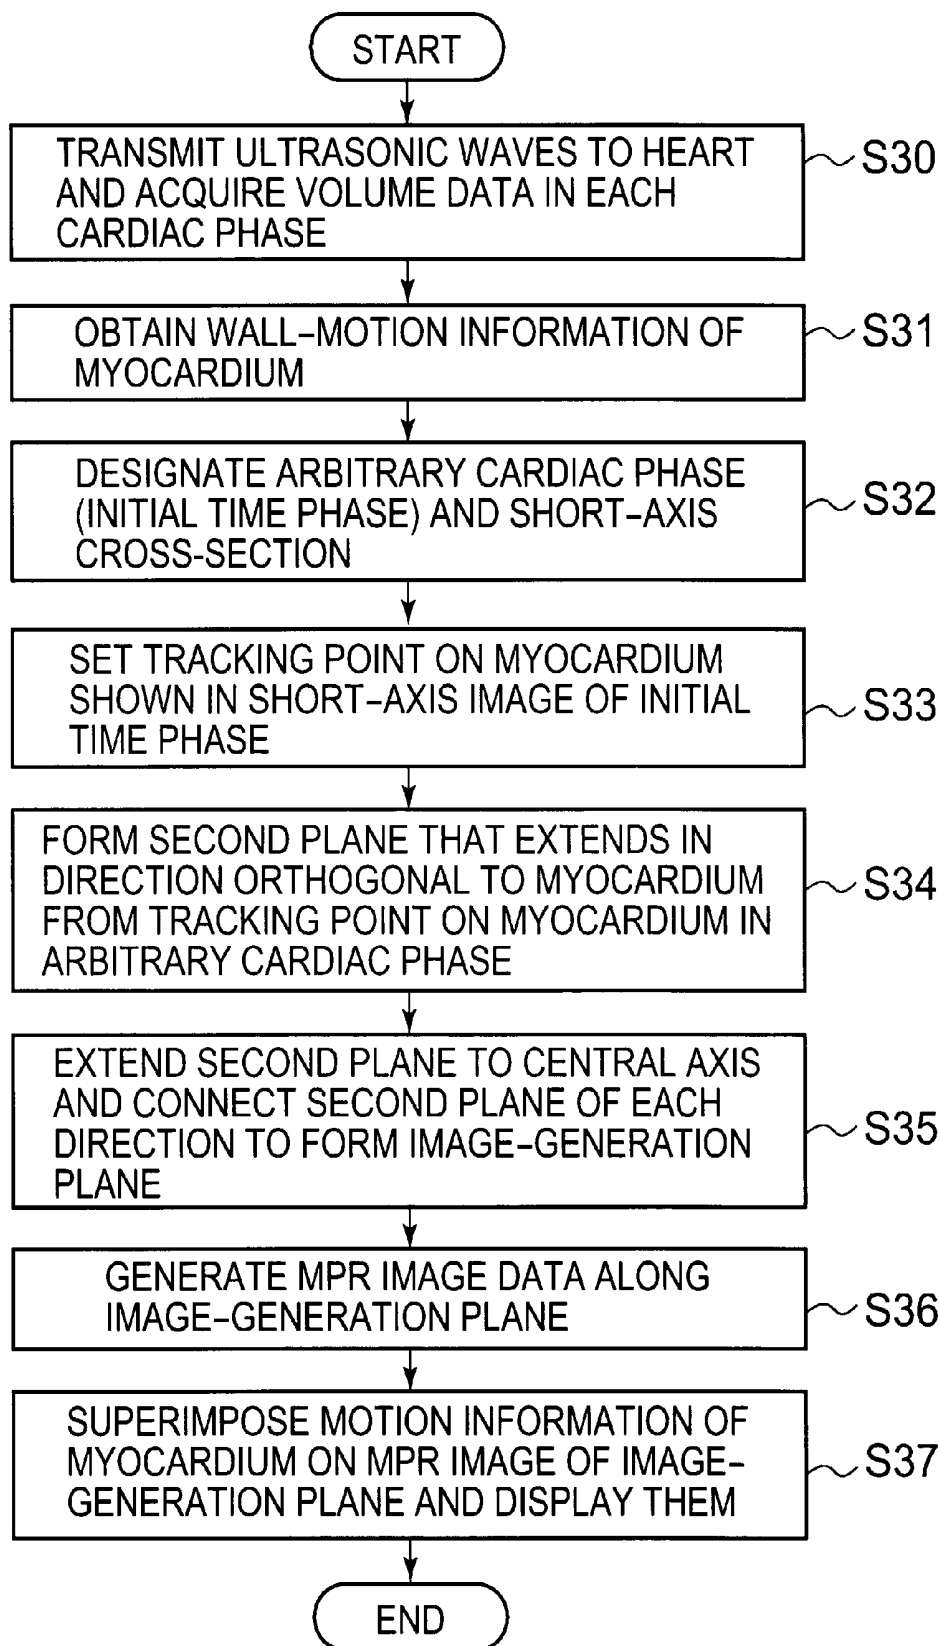 START
TRANSMIT ULTRASONIC WAVES TO HEART
AND ACQUIRE VOLUME DATA IN EACH
CARDIAC PHASE
S30
OBTAIN WALL-MOTION INFORMATION OF
MYOCARDIUM
S31
DESIGNATE ARBITRARY CARDIAC PHASE
(INITIAL TIME PHASE) AND SHORT-AXIS
CROSS-SECTION
S32
SET TRACKING POINT ON MYOCARDIUM
SHOWN IN SHORT-AXIS IMAGE OF INITIAL
TIME PHASE
S33
FORM SECOND PLANE THAT EXTENDS IN
DIRECTION ORTHOGONAL TO MYOCARDIUM
FROM TRACKING POINT ON MYOCARDIUM IN
ARBITRARY CARDIAC PHASE
S34
EXTEND SECOND PLANE TO CENTRAL AXIS
AND CONNECT SECOND PLANE OF EACH
DIRECTION TO FORM IMAGE-GENERATION
PLANE
S35
GENERATE MPR IMAGE DATA ALONG
IMAGE-GENERATION PLANE
S36
SUPERIMPOSE MOTION INFORMATION OF
MYOCARDIUM ON MPR IMAGE OF IMAGE-
GENERATION PLANE AND DISPLAY THEM
S37
END